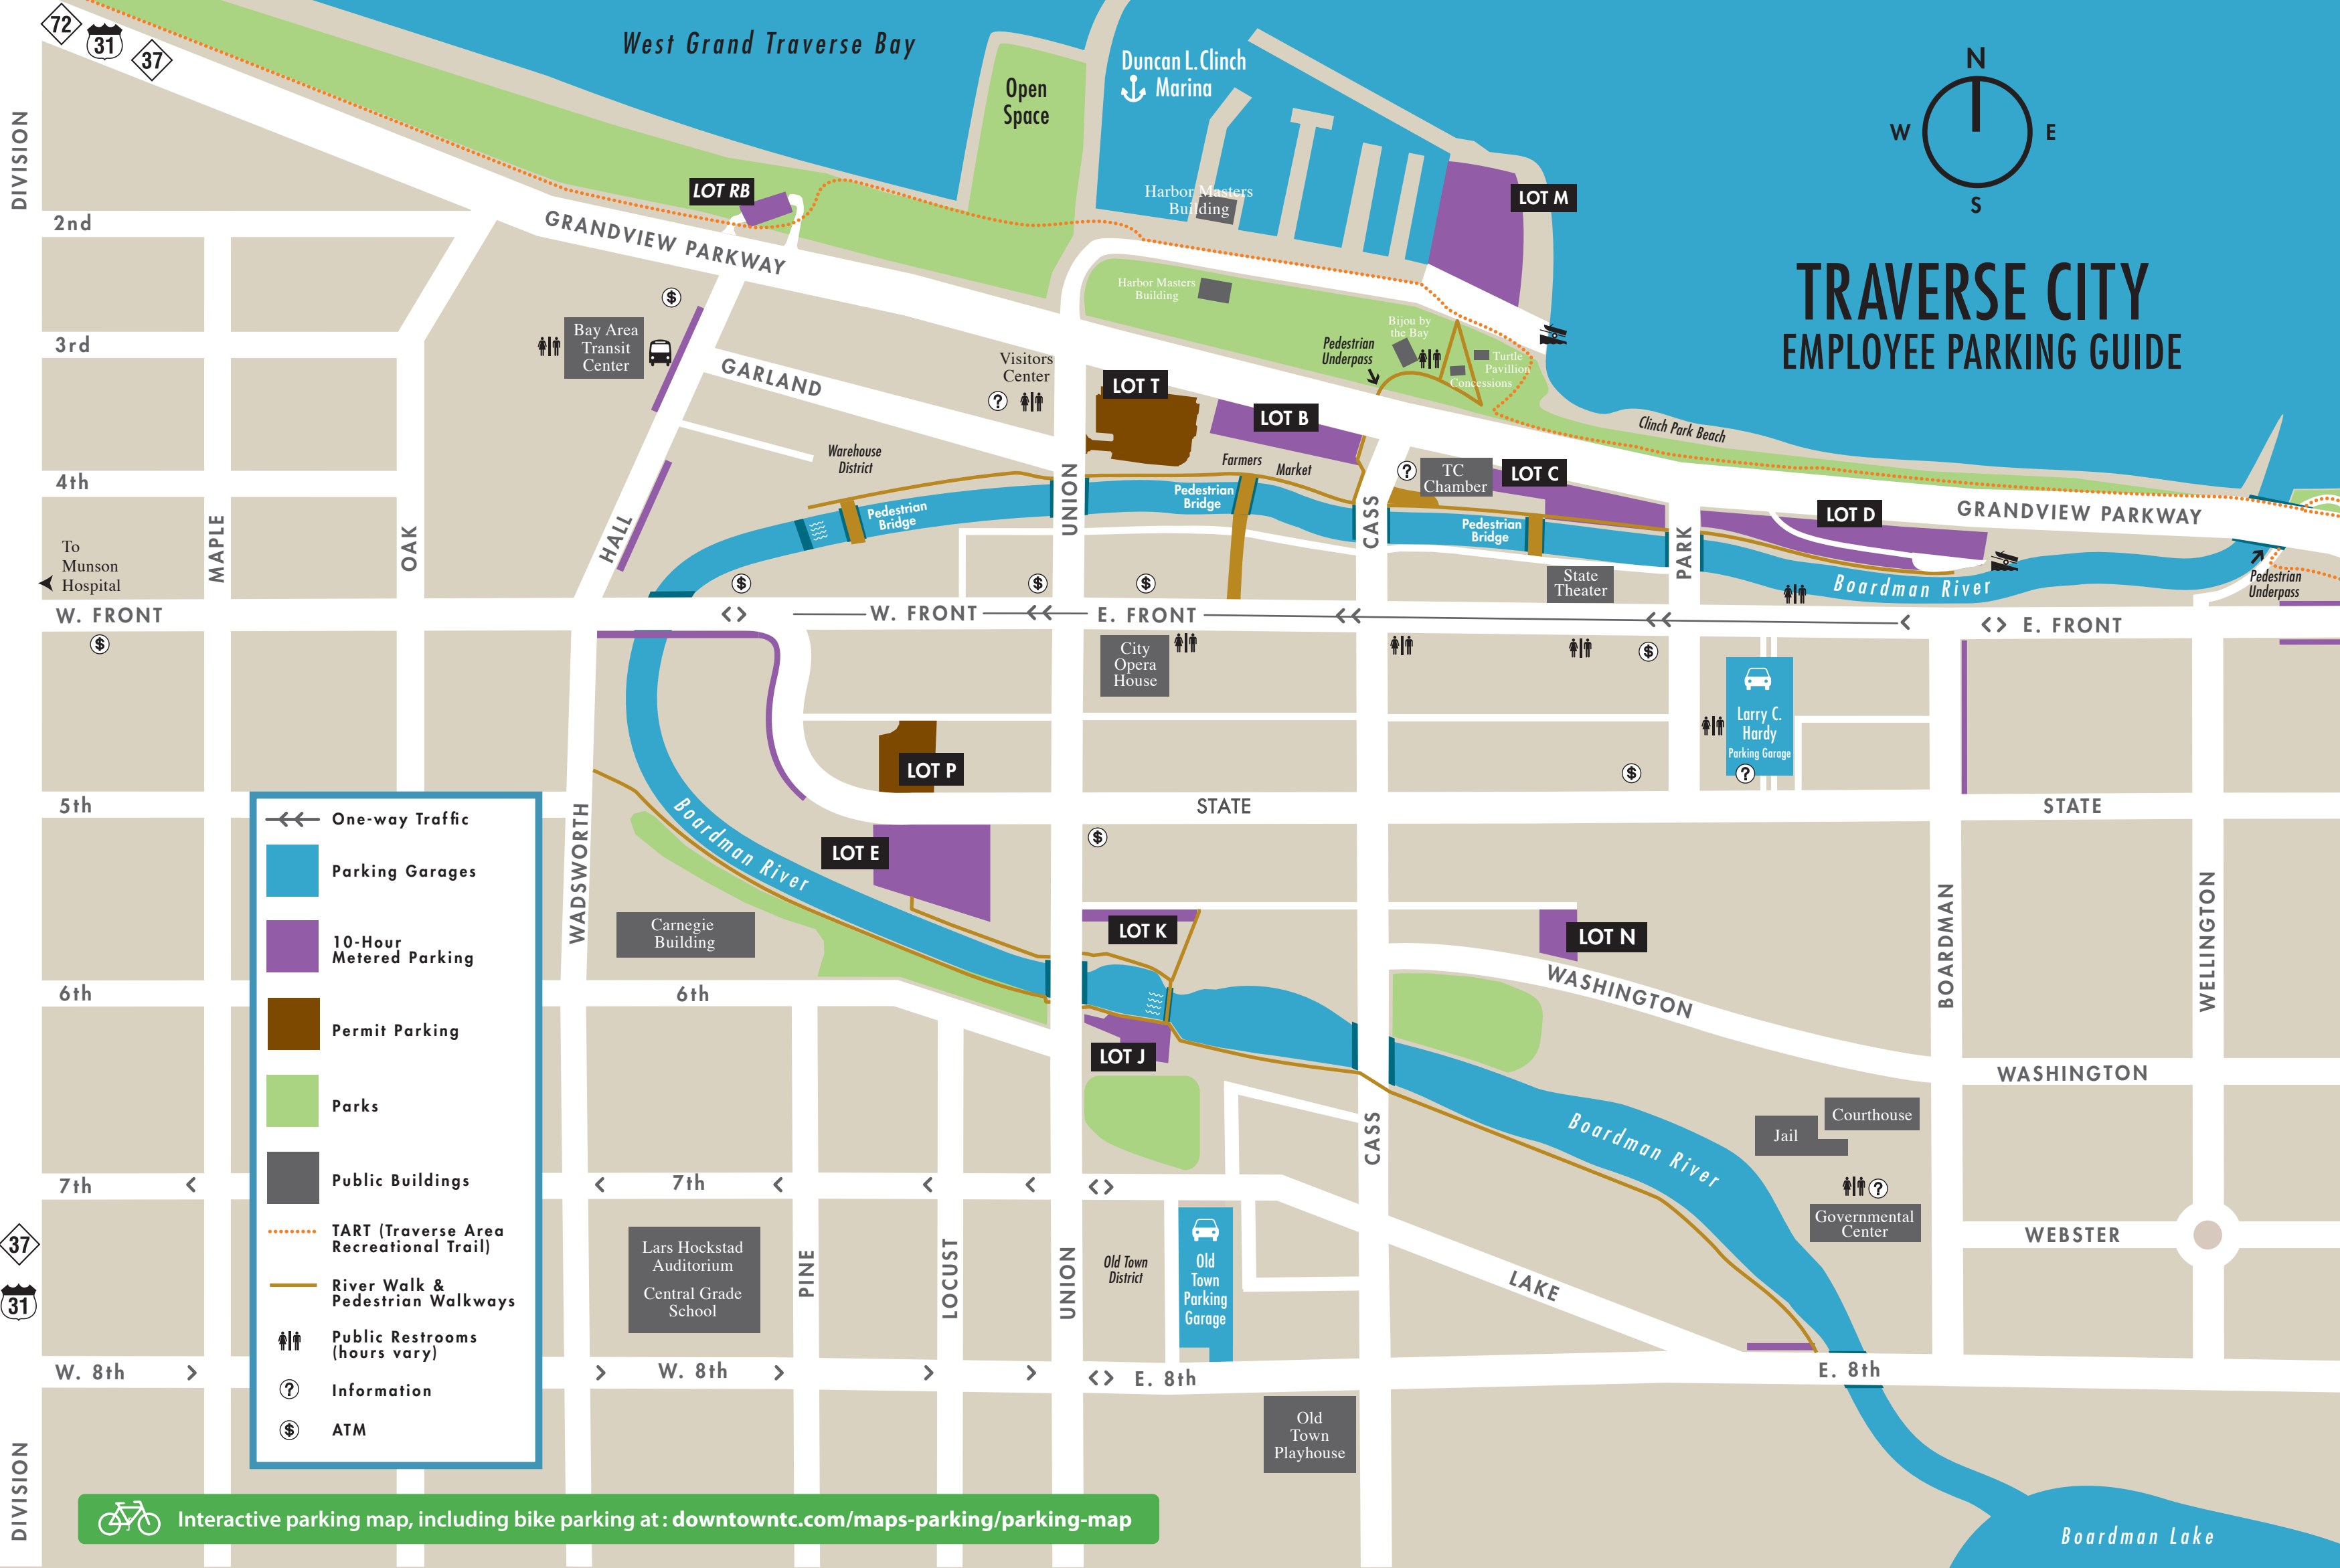 72
31
37
DIVISION
West Grand Traverse Bay
Open
Space
Duncan L. Clinch
Marina
Harbor Masters
Building
LOT M
N
W
E
S
TRAVERSE CITY
EMPLOYEE PARKING GUIDE
LOT RB
2nd
GRANDVIEW PARKWAY
Harbor Masters
Building
Bijou by
the Bay
Turtle
Pavillion
Concessions
Pedestrian
Underpass
Clinch Park Beach
3rd
$
Bay Area
Transit
Center
GARLAND
Visitors
Center
?
LOT T
LOT B
Warehouse
District
Farmers
Market
?
TC
Chamber
LOT C
LOT D
GRANDVIEW PARKWAY
4th
Pedestrian
Bridge
Pedestrian
Bridge
Pedestrian
Bridge
MAPLE
OAK
HALL
UNION
CASS
PARK
To
Munson
Hospital
$
$
$
State
Theater
Boardman River
Pedestrian
Underpass
W. FRONT
W. FRONT
E. FRONT
E. FRONT
$
City
Opera
House
$
Larry C.
Hardy
Parking Garage
?
$
LOT P
5th
STATE
STATE
WADSWORTH
Boardman River
LOT E
$
Carnegie
Building
LOT K
LOT N
BOARDMAN
WELLINGTON
WASHINGTON
WASHINGTON
6th
6th
LOT J
CASS
Boardman River
Courthouse
Jail
?
Governmental
Center
7th
7th
WEBSTER
37
31
Lars Hockstad
Auditorium
Central Grade
School
PINE
LOCUST
UNION
Old Town
District
Old
Town
Parking
Garage
LAKE
W. 8th
W. 8th
E. 8th
E. 8th
Old
Town
Playhouse
DIVISION
Boardman Lake
One-way Traffic
Parking Garages
10-Hour
Metered Parking
Permit Parking
Parks
Public Buildings
TART (Traverse Area
Recreational Trail)
River Walk &
Pedestrian Walkways
Public Restrooms
(hours vary)
?
Information
$
ATM
Interactive parking map, including bike parking at : downtowntc.com/maps-parking/parking-map